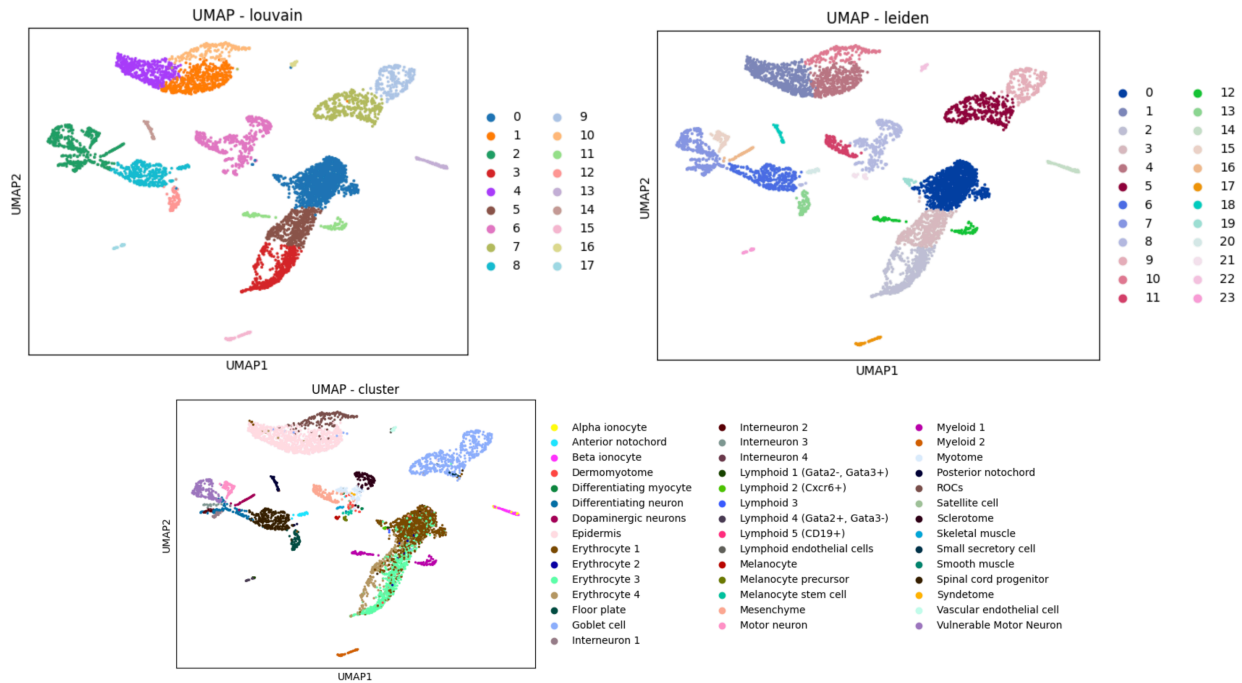 UMAP - louvain
UMAP2
UMAP1
0 9
1 10
2 11
3 12
4 13
5 14
6 15
7 16
8 17
UMAP - leiden
UMAP2
UMAP1
0 12
1 13
2 14
3 15
4 16
5 17
6 18
7 19
8 20
9 21
10 22
11 23
UMAP - cluster
UMAP2
UMAP1
Alpha ionocyte Interneuron 2 Myeloid 1
Anterior notochord Interneuron 3 Myeloid 2
Beta ionocyte Interneuron 4 Myotome
Dermomyotome Lymphoid 1 (Gata2-, Gata3+) Posterior notochord
Differentiating myocyte Lymphoid 2 (Cxcr6+) ROCs
Differentiating neuron Lymphoid 3 Satellite cell
Dopaminergic neurons Lymphoid 4 (Gata2+, Gata3-) Sclerotome
Epidermis Lymphoid 5 (CD19+) Skeletal muscle
Erythrocyte 1 Lymphoid endothelial cells Small secretory cell
Erythrocyte 2 Melanocyte Smooth muscle
Erythrocyte 3 Melanocyte precursor Spinal cord progenitor
Erythrocyte 4 Melanocyte stem cell Syndetome
Floor plate Mesenchyme Vascular endothelial cell
Goblet cell Motor neuron Vulnerable Motor Neuron
Interneuron 1